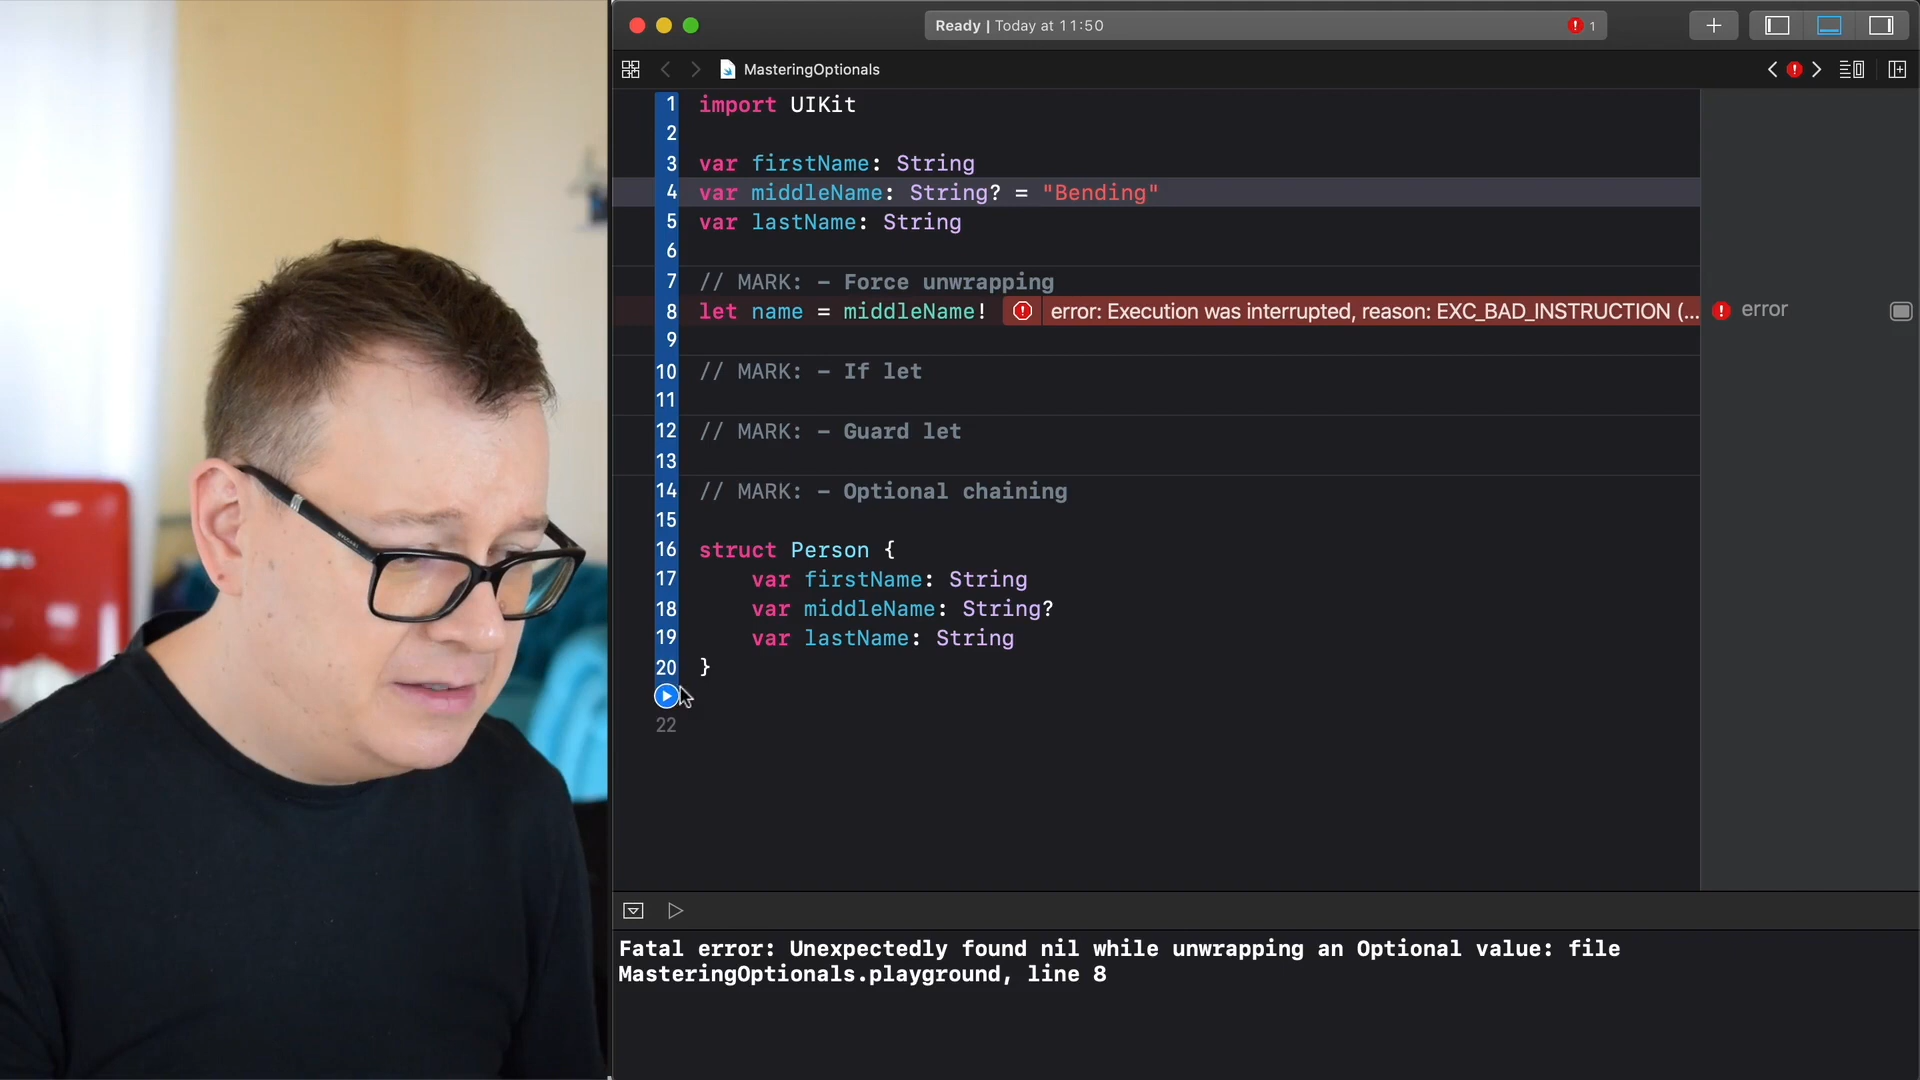 Ready | Today at 11:50
1
MasteringOptionals
1 import UIKit
2
3 var firstName: String
4 var middleName: String? = "Bending"
5 var lastName: String
6
7 // MARK: – Force unwrapping
8 let name = middleName! error: Execution was interrupted, reason: EXC_BAD_INSTRUCTION (... error
9
10 // MARK: – If let
11
12 // MARK: – Guard let
13
14 // MARK: – Optional chaining
15
16 struct Person {
17 var firstName: String
18 var middleName: String?
19 var lastName: String
20 }
22
Fatal error: Unexpectedly found nil while unwrapping an Optional value: file
MasteringOptionals.playground, line 8